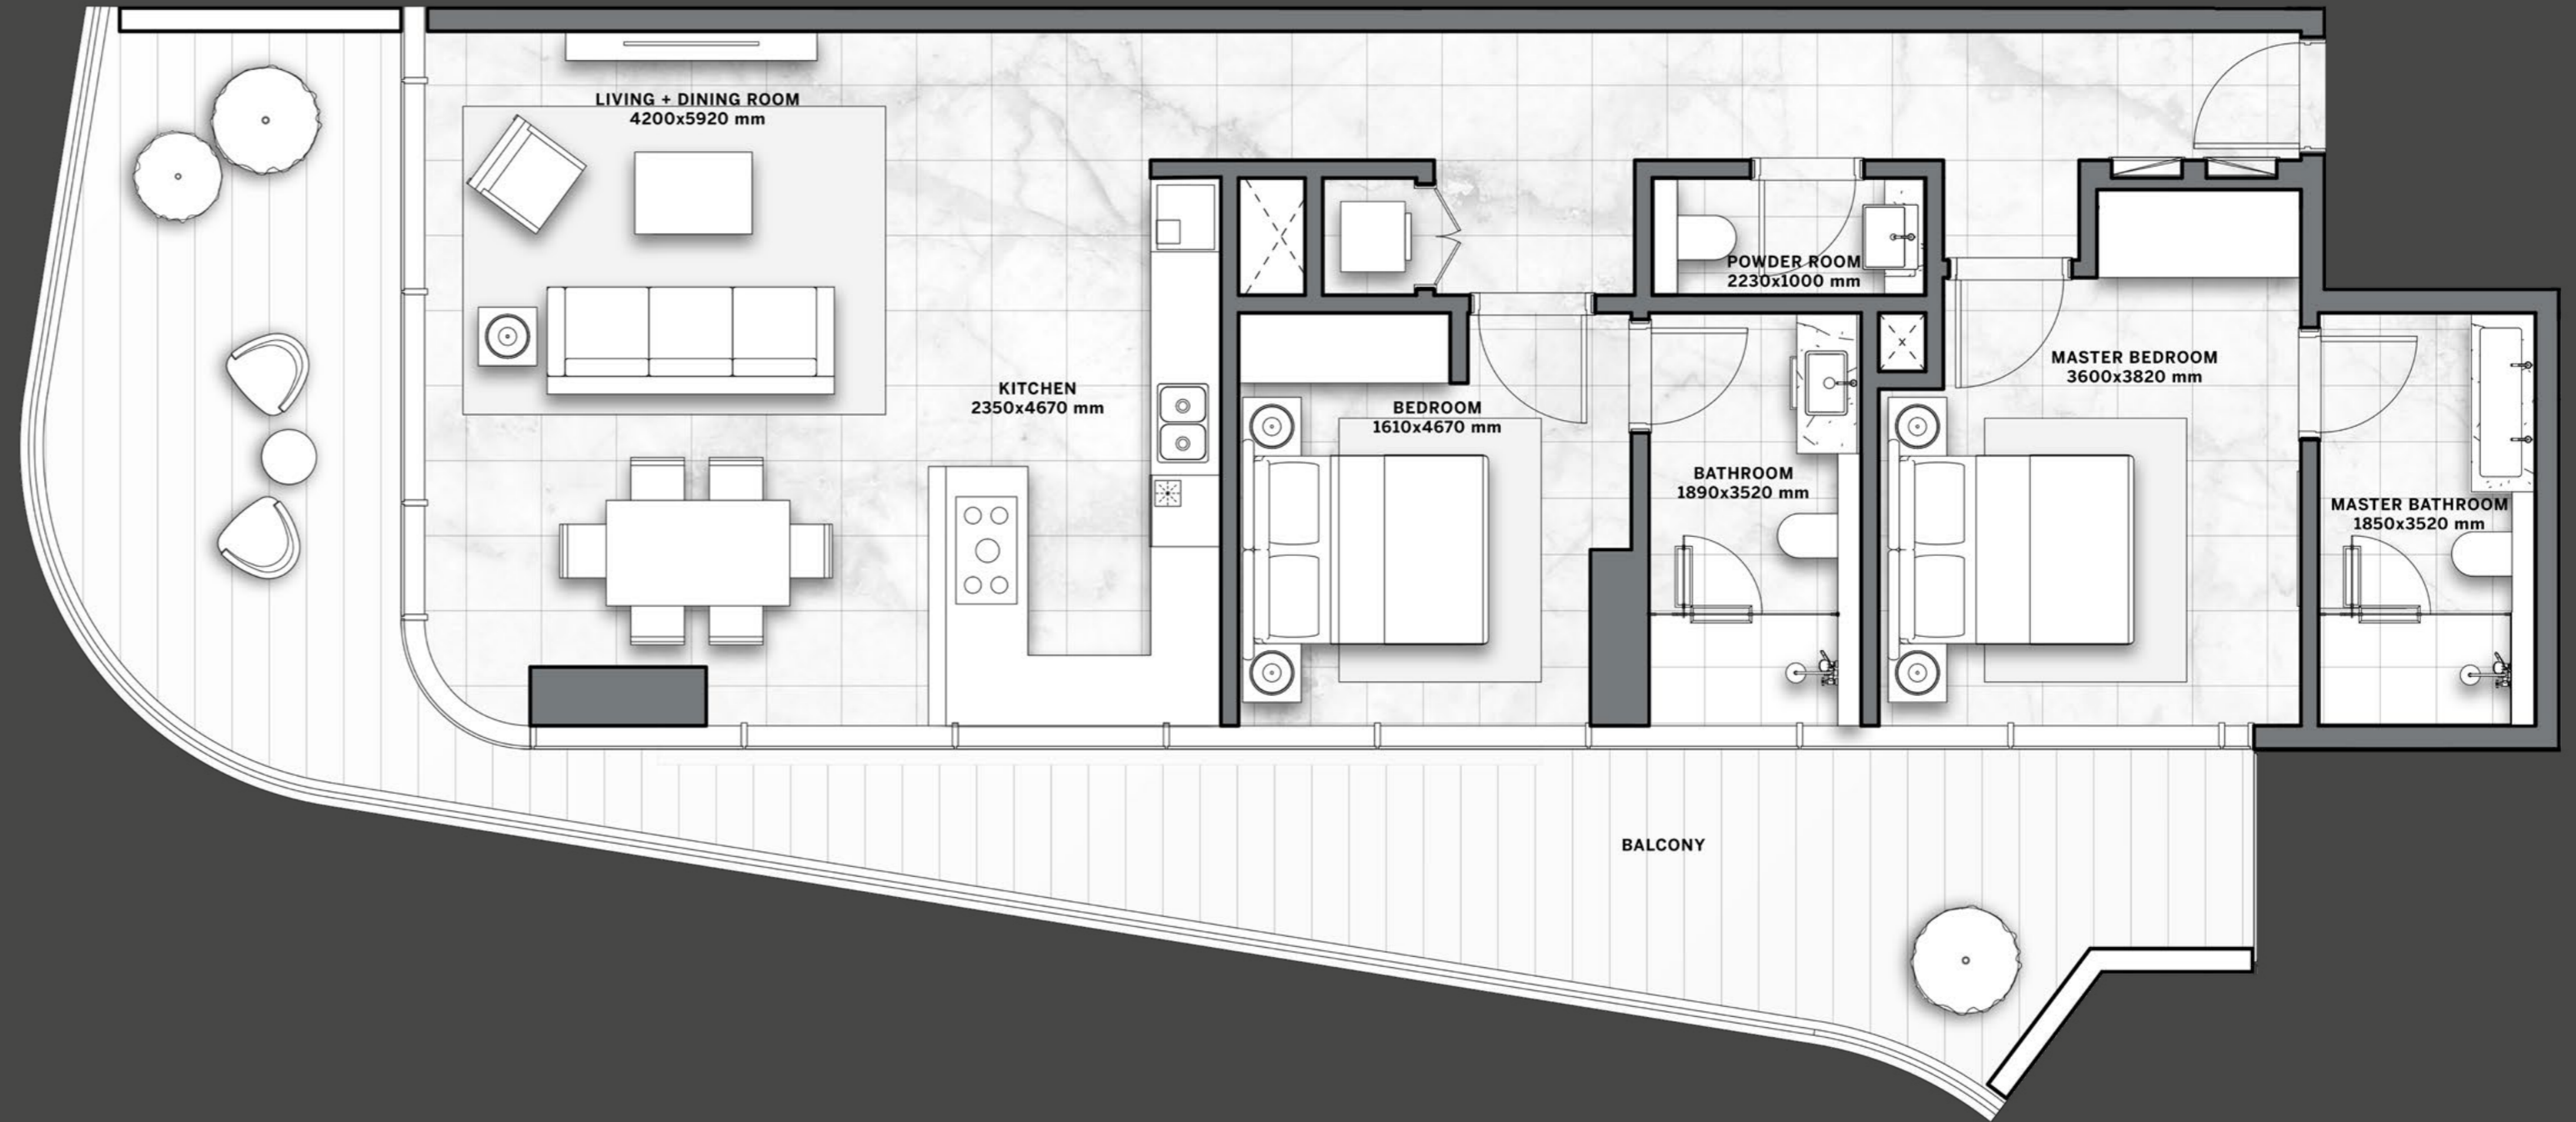 LIVING + DINING ROOM
4200x5920 mm
KITCHEN
2350x4670 mm
BEDROOM
1610x4670 mm
POWDER ROOM
2230x1000 mm
BATHROOM
1890x3520 mm
MASTER BEDROOM
3600x3820 mm
MASTER BATHROOM
1850x3520 mm
BALCONY